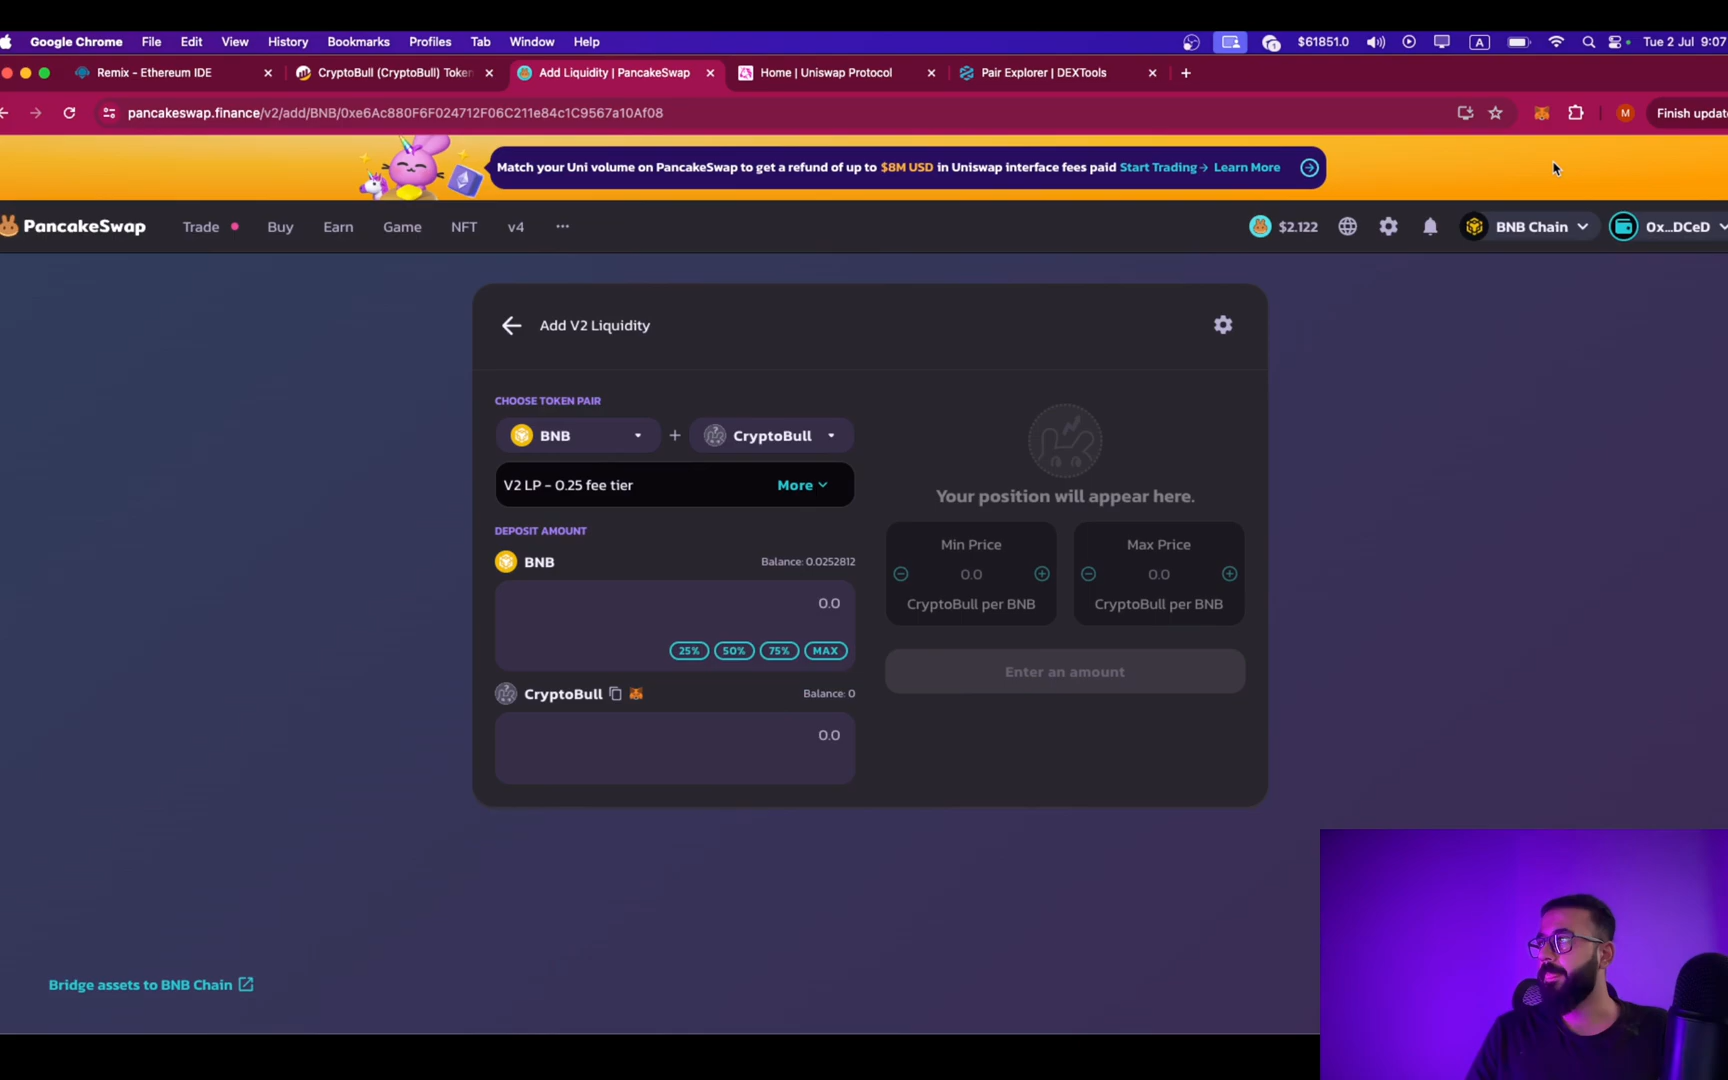 Google Chrome File Edit View History Bookmarks Profiles Tab Window Help $61851.0 A Tue 2 Jul 9:07
Remix - Ethereum IDE CryptoBull (CryptoBull) Token Add Liquidity | PancakeSwap Home | Uniswap Protocol Pair Explorer | DEXTools
pancakeswap.finance/v2/add/BNB/0xe6Ac880F6F024712F06C211e84c1C9567a10Af08 M Finish update
Match your Uni volume on PancakeSwap to get a refund of up to $8M USD in Uniswap interface fees paid Start Trading→ Learn More
PancakeSwap Trade Buy Earn Game NFT v4 ... $2.122 BNB Chain 0x...DCeD
Add V2 Liquidity
CHOOSE TOKEN PAIR
BNB + CryptoBull
V2 LP - 0.25 fee tier More
DEPOSIT AMOUNT
BNB Balance: 0.0252812
0.0
25% 50% 75% MAX
CryptoBull Balance: 0
0.0
Your position will appear here.
Min Price Max Price
0.0 0.0
CryptoBull per BNB CryptoBull per BNB
Enter an amount
Bridge assets to BNB Chain